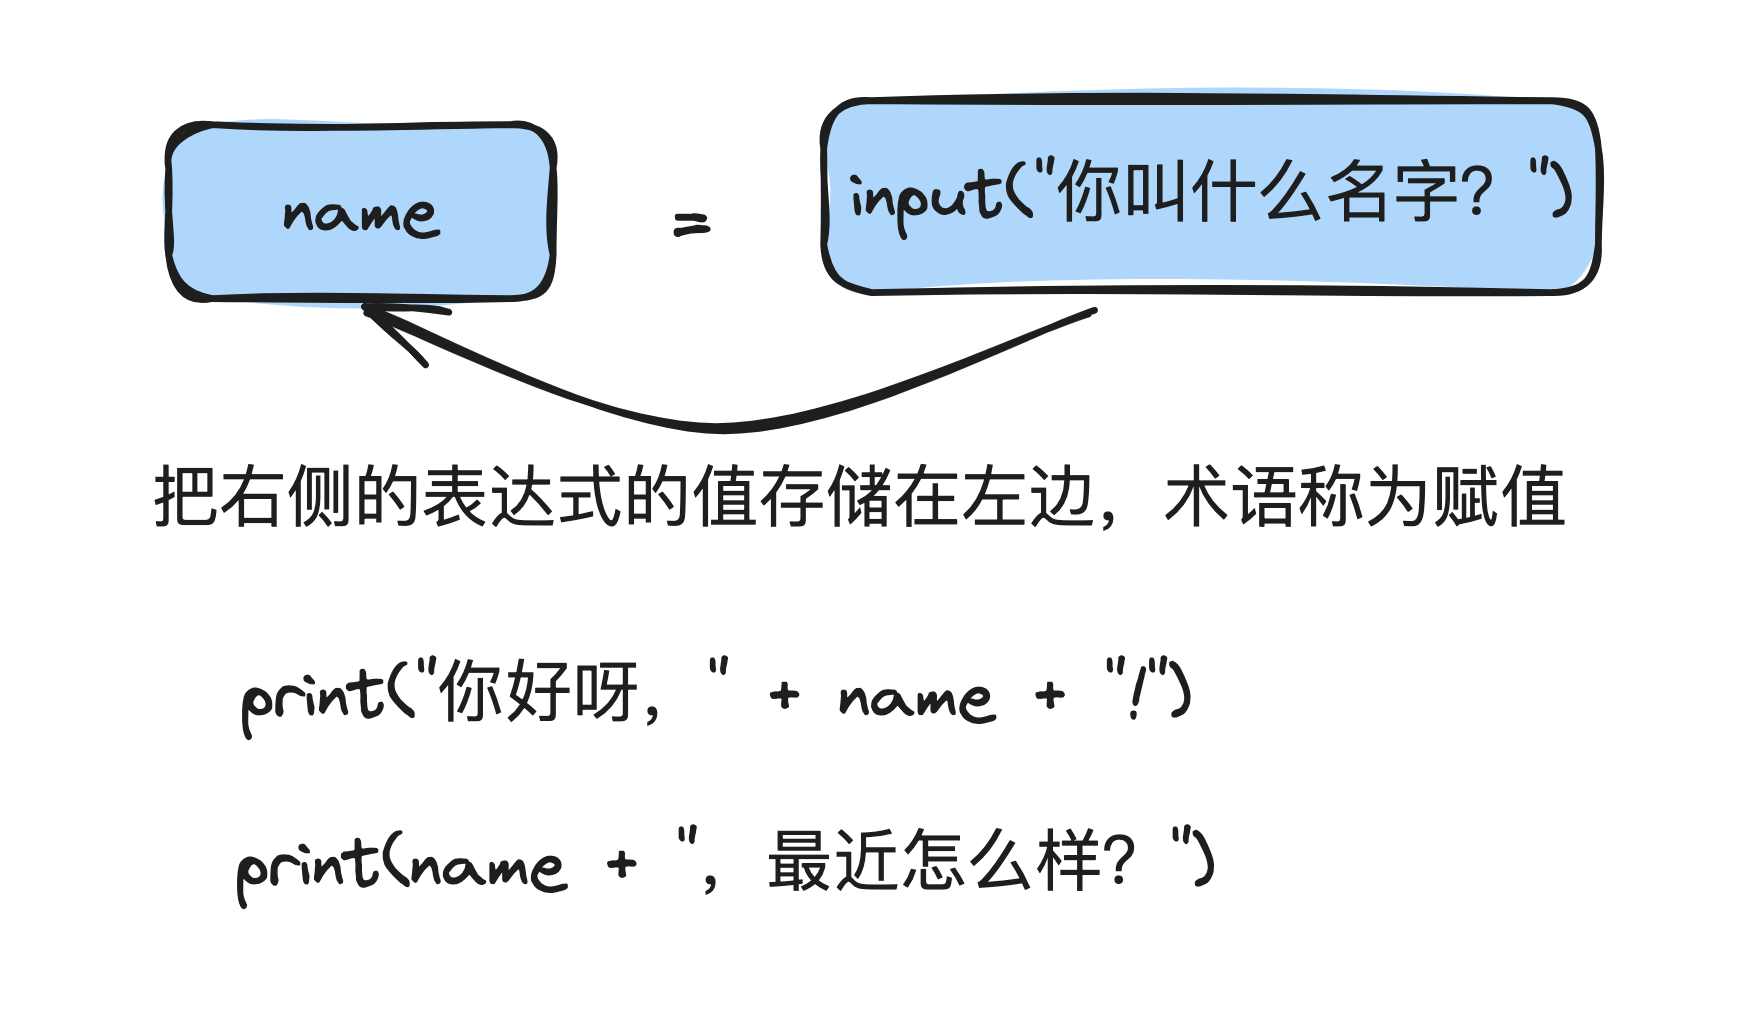 name = input("你叫什么名字？")
把右侧的表达式的值存储在左边，术语称为赋值
print("你好呀，" + name + "!")
print(name + "，最近怎么样？")